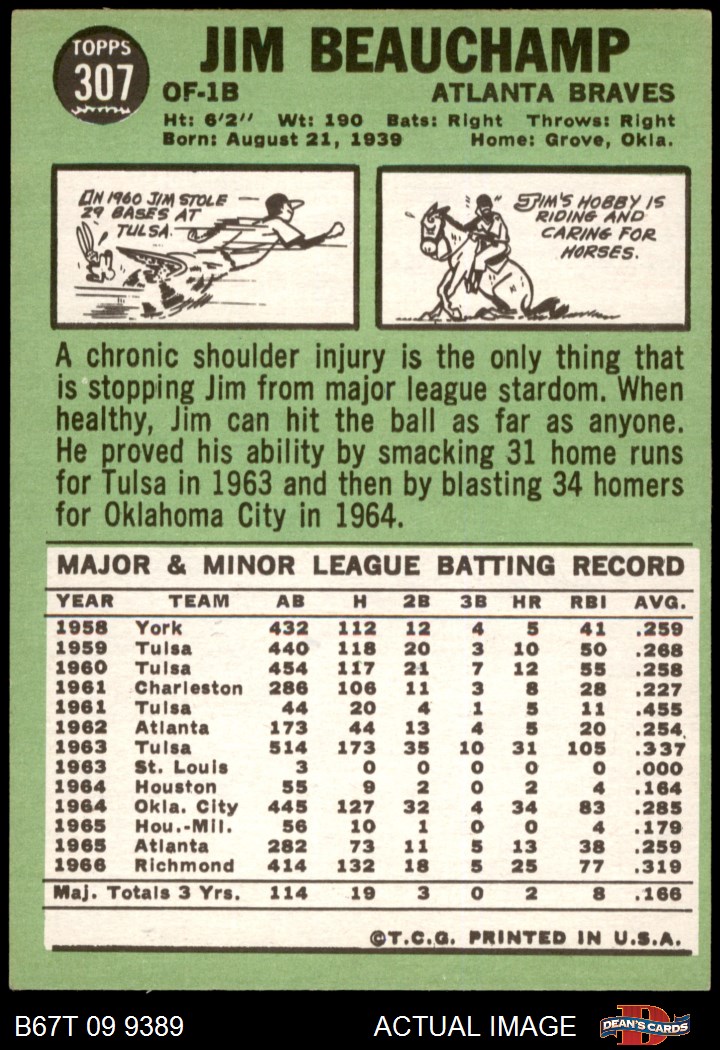 TOPPS
307
JIM BEAUCHAMP
OF-1B ATLANTA BRAVES
Ht: 6'2" Wt: 190 Bats: Right Throws: Right
Born: August 21, 1939 Home: Grove, Okla.
IN 1960 JIM STOLE
29 BASES AT
TULSA.
JIM'S HOBBY IS
RIDING AND
CARING FOR
HORSES.
A chronic shoulder injury is the only thing that
is stopping Jim from major league stardom. When
healthy, Jim can hit the ball as far as anyone.
He proved his ability by smacking 31 home runs
for Tulsa in 1963 and then by blasting 34 homers
for Oklahoma City in 1964.
MAJOR & MINOR LEAGUE BATTING RECORD
YEAR TEAM AB H 2B 3B HR RBI AVG.
1958 York 432 112 12 4 5 41 .259
1959 Tulsa 440 118 20 3 10 50 .268
1960 Tulsa 454 117 21 7 12 55 .258
1961 Charleston 286 106 11 3 8 28 .227
1961 Tulsa 44 20 4 1 5 11 .455
1962 Atlanta 173 44 13 4 5 20 .254
1963 Tulsa 514 173 35 10 31 105 .337
1963 St. Louis 3 0 0 0 0 0 .000
1964 Houston 55 9 2 0 2 4 .164
1964 Okla. City 445 127 32 4 34 83 .285
1965 Hou.-Mil. 56 10 1 0 0 4 .179
1965 Atlanta 282 73 11 5 13 38 .259
1966 Richmond 414 132 18 5 25 77 .319
Maj. Totals 3 Yrs. 114 19 3 0 2 8 .166
©T.C.G. PRINTED IN U.S.A.
B67T 09 9389 ACTUAL IMAGE D DEAN'S CARDS